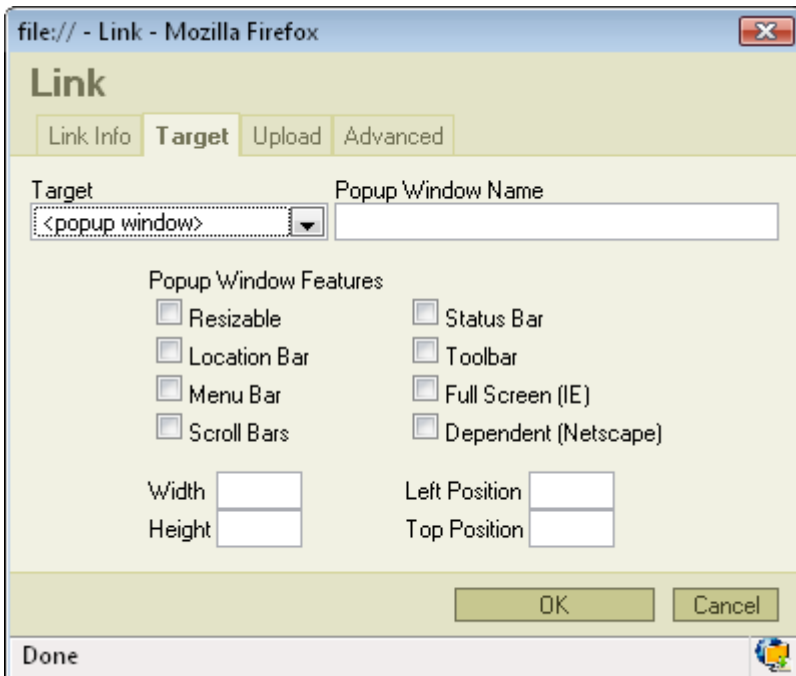 file:// - Link - Mozilla Firefox
Link
Link Info Target Upload Advanced
Target Popup Window Name
<popup window>
Popup Window Features
Resizable Status Bar
Location Bar Toolbar
Menu Bar Full Screen (IE)
Scroll Bars Dependent (Netscape)
Width Left Position
Height Top Position
OK Cancel
Done